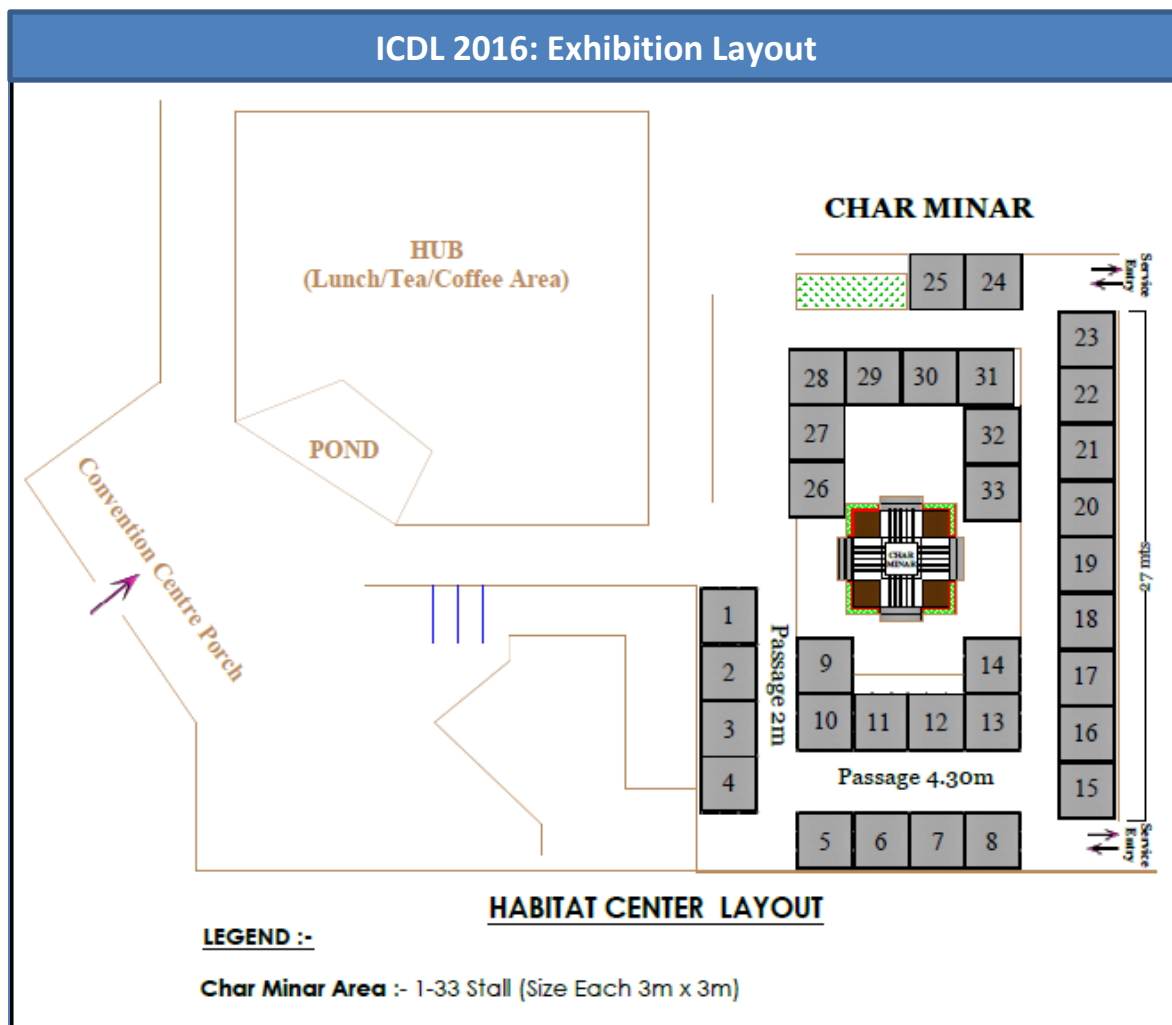 ICDL 2016: Exhibition Layout
CHAR MINAR
HUB
(Lunch/Tea/Coffee Area)
POND
Convention Centre Porch
Service
Entry
25 24
23
22
21
20
19
18
17
16
15
28 29 30 31
27 32
26 33
CHAR
MINAR
27 mtrs
1
2
3
4
Passage 2m
9 14
10 11 12 13
Passage 4.30m
5 6 7 8
Service
Entry
HABITAT CENTER LAYOUT
LEGEND :-
Char Minar Area :- 1-33 Stall (Size Each 3m x 3m)